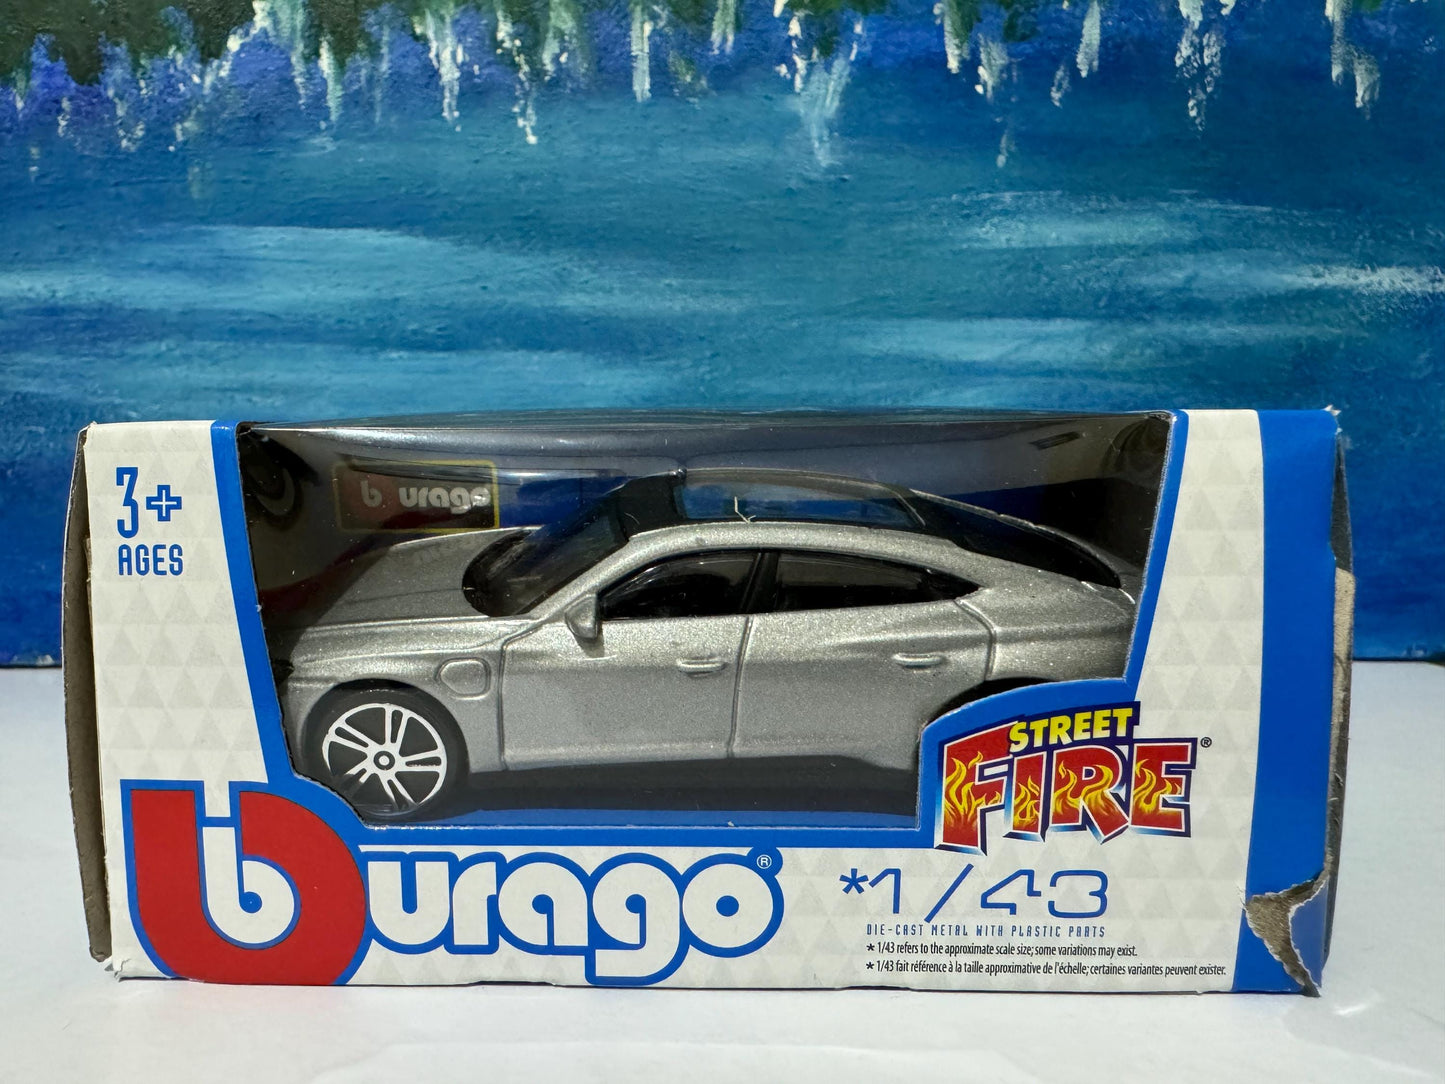 3+
AGES
burago
STREET
FIRE®
burago®
*1/43
DIE-CAST METAL WITH PLASTIC PARTS
* 1/43 refers to the approximate scale size; some variations may exist.
* 1/43 fait référence à la taille approximative de l'échelle; certaines variantes peuvent exister.